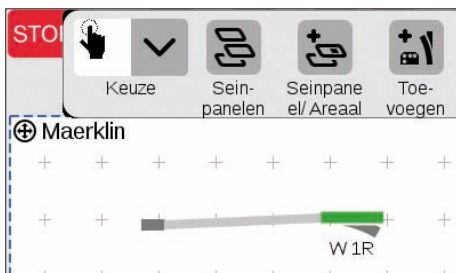 STO
Keuze
Sein-
panelen
Seinpane
el/ Areaal
Toe-
voegen
Maerklin
W 1R